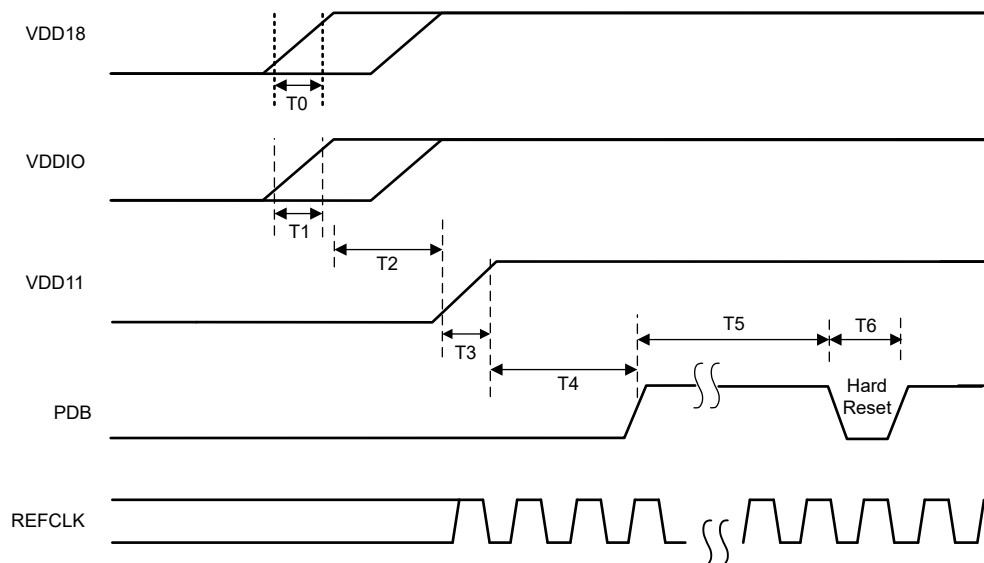 VDD18
T0
VDDIO
T1
T2
VDD11
T3
T4
T5
T6
PDB
Hard
Reset
REFCLK